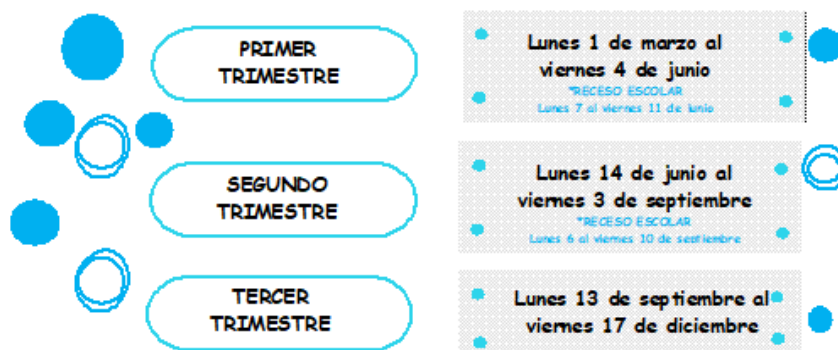 PRIMER
TRIMESTRE
Lunes 1 de marzo al
viernes 4 de junio
*RECESO ESCOLAR
Lunes 7 al viernes 11 de junio
SEGUNDO
TRIMESTRE
Lunes 14 de junio al
viernes 3 de septiembre
*RECESO ESCOLAR
Lunes 6 al viernes 10 de septiembre
TERCER
TRIMESTRE
Lunes 13 de septiembre al
viernes 17 de diciembre